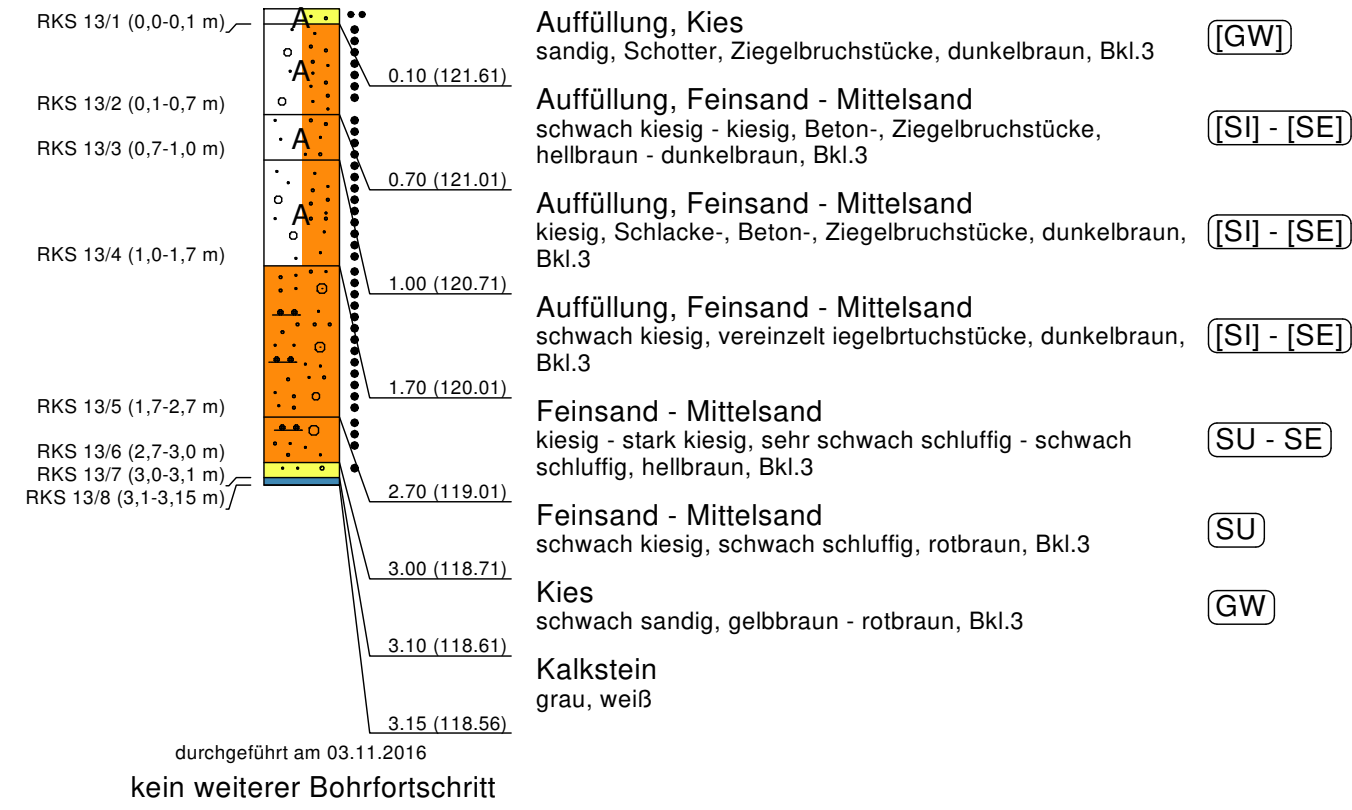 RKS 13/1 (0,0-0,1 m)
A
Auffüllung, Kies
sandig, Schotter, Ziegelbruchstücke, dunkelbraun, Bkl.3
[GW]
A
0.10 (121.61)
RKS 13/2 (0,1-0,7 m)
Auffüllung, Feinsand - Mittelsand
schwach kiesig - kiesig, Beton-, Ziegelbruchstücke,
hellbraun - dunkelbraun, Bkl.3
[SI] - [SE]
RKS 13/3 (0,7-1,0 m)
A
0.70 (121.01)
Auffüllung, Feinsand - Mittelsand
kiesig, Schlacke-, Beton-, Ziegelbruchstücke, dunkelbraun,
Bkl.3
[SI] - [SE]
A
RKS 13/4 (1,0-1,7 m)
1.00 (120.71)
Auffüllung, Feinsand - Mittelsand
schwach kiesig, vereinzelt iegelbrtuchstücke, dunkelbraun,
Bkl.3
[SI] - [SE]
1.70 (120.01)
RKS 13/5 (1,7-2,7 m)
Feinsand - Mittelsand
kiesig - stark kiesig, sehr schwach schluffig - schwach
schluffig, hellbraun, Bkl.3
SU - SE
RKS 13/6 (2,7-3,0 m)
RKS 13/7 (3,0-3,1 m)
RKS 13/8 (3,1-3,15 m)
2.70 (119.01)
Feinsand - Mittelsand
schwach kiesig, schwach schluffig, rotbraun, Bkl.3
SU
3.00 (118.71)
Kies
schwach sandig, gelbbraun - rotbraun, Bkl.3
GW
3.10 (118.61)
Kalkstein
grau, weiß
3.15 (118.56)
durchgeführt am 03.11.2016
kein weiterer Bohrfortschritt